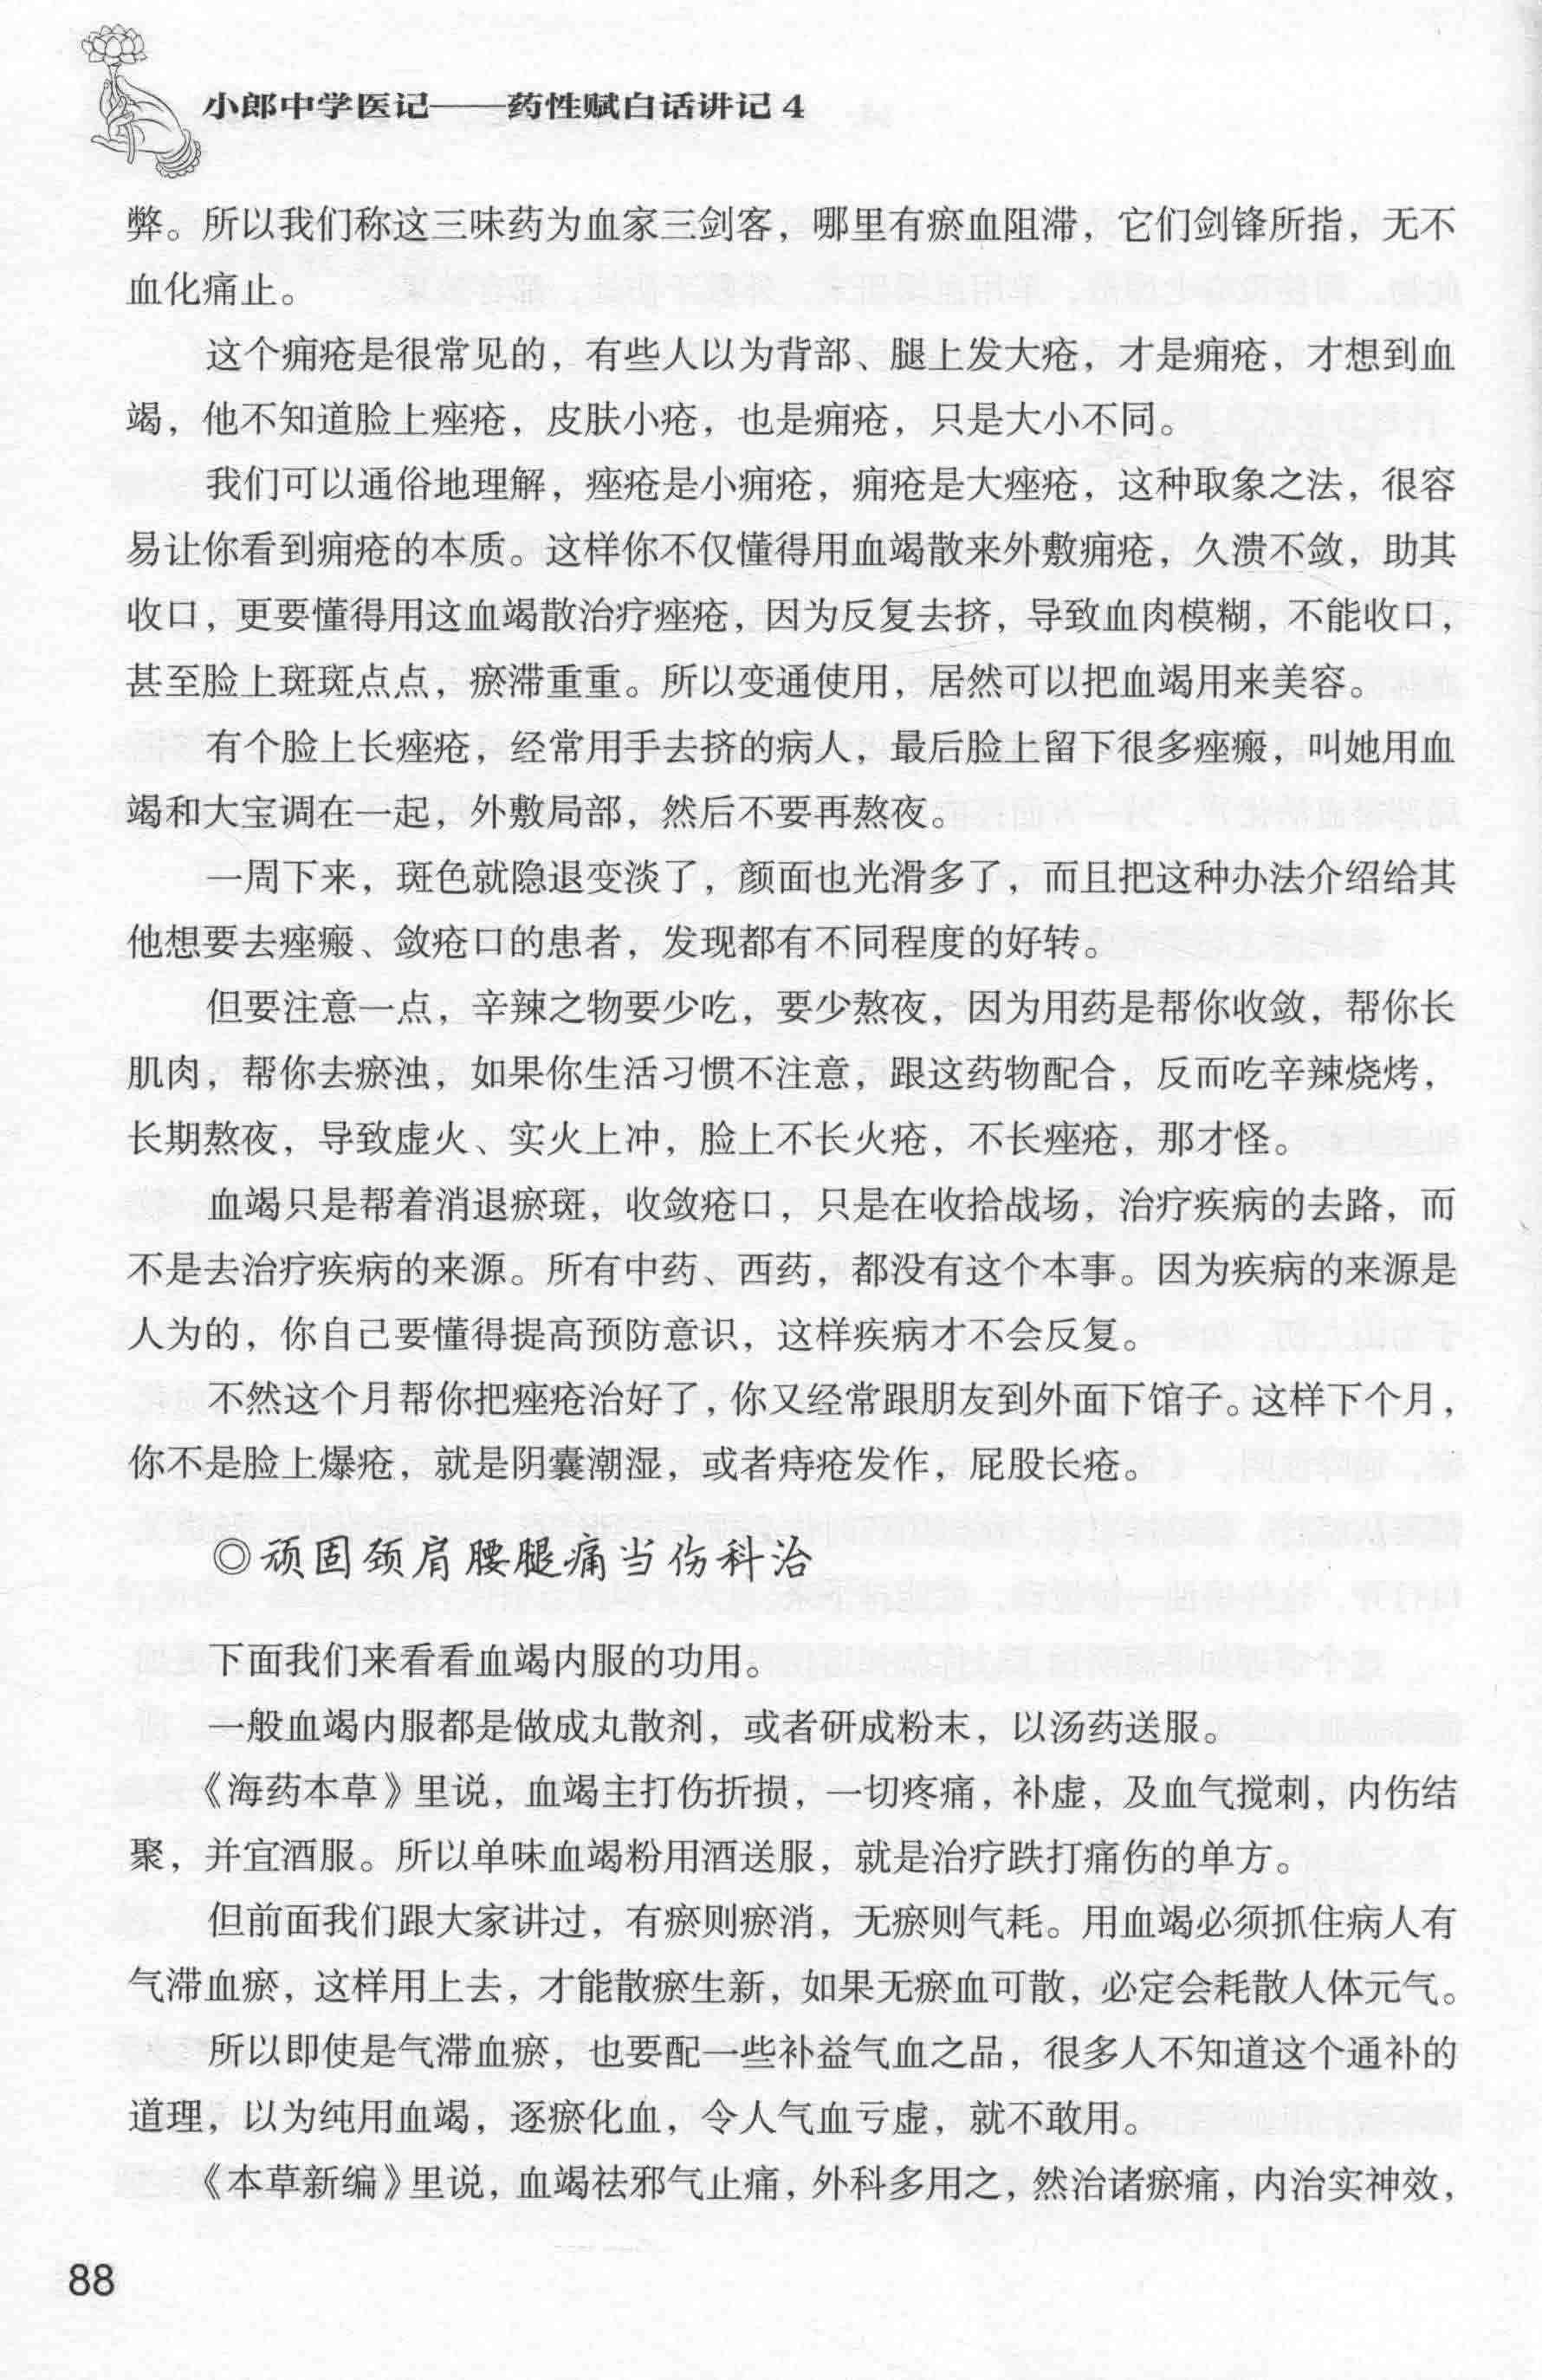 小郎中学医记——药性赋白话讲记4
弊。所以我们称这三味药为血家三剑客，哪里有瘀血阻滞，它们剑锋所指，无不
血化痛止。
这个痈疮是很常见的，有些人以为背部、腿上发大疮，才是痈疮，才想到血
竭，他不知道脸上痤疮，皮肤小疮，也是痈疮，只是大小不同。
我们可以通俗地理解，痤疮是小痈疮，痈疮是大痤疮，这种取象之法，很容
易让你看到痈疮的本质。这样你不仅懂得用血竭散来外敷痈疮，久溃不敛，助其
收口，更要懂得用这血竭散治疗痤疮，因为反复去挤，导致血肉模糊，不能收口，
甚至脸上斑斑点点，瘀滞重重。所以变通使用，居然可以把血竭用来美容。
有个脸上长痤疮，经常用手去挤的病人，最后脸上留下很多痤瘢，叫她用血
竭和大宝调在一起，外敷局部，然后不要再熬夜。
一周下来，斑色就隐退变淡了，颜面也光滑多了，而且把这种办法介绍给其
他想要去痤瘢、敛疮口的患者，发现都有不同程度的好转。
但要注意一点，辛辣之物要少吃，要少熬夜，因为用药是帮你收敛，帮你长
肌肉，帮你去瘀浊，如果你生活习惯不注意，跟这药物配合，反而吃辛辣烧烤，
长期熬夜，导致虚火、实火上冲，脸上不长火疮，不长痤疮，那才怪。
血竭只是帮着消退瘀斑，收敛疮口，只是在收拾战场，治疗疾病的去路，而
不是去治疗疾病的来源。所有中药、西药，都没有这个本事。因为疾病的来源是
人为的，你自己要懂得提高预防意识，这样疾病才不会反复。
不然这个月帮你把痤疮治好了，你又经常跟朋友到外面下馆子。这样下个月，
你不是脸上爆疮，就是阴囊潮湿，或者痔疮发作，屁股长疮。
◎顽固颈肩腰腿痛当伤科治
下面我们来看看血竭内服的功用。
一般血竭内服都是做成丸散剂，或者研成粉末，以汤药送服。
《海药本草》里说，血竭主打伤折损，一切疼痛，补虚，及血气搅刺，内伤结
聚，并宜酒服。所以单味血竭粉用酒送服，就是治疗跌打痛伤的单方。
但前面我们跟大家讲过，有瘀则瘀消，无瘀则气耗。用血竭必须抓住病人有
气滞血瘀，这样用上去，才能散瘀生新，如果无瘀血可散，必定会耗散人体元气。
所以即使是气滞血瘀，也要配一些补益气血之品，很多人不知道这个通补的
道理，以为纯用血竭，逐瘀化血，令人气血亏虚，就不敢用。
《本草新编》里说，血竭祛邪气止痛，外科多用之，然治诸瘀痛，内治实神效，
88